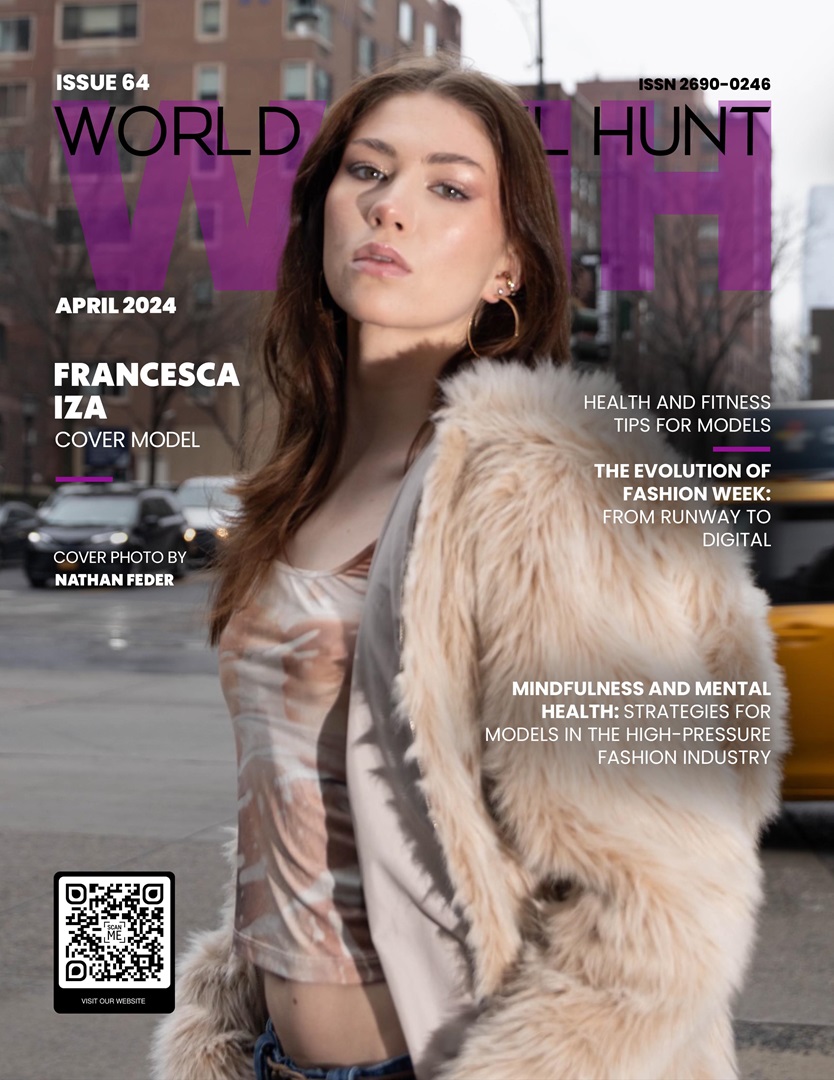 ISSUE 64
ISSN 2690-0246
WORLD L HUNT
W H
APRIL 2024
FRANCESCA
IZA
COVER MODEL
COVER PHOTO BY
NATHAN FEDER
HEALTH AND FITNESS
TIPS FOR MODELS
THE EVOLUTION OF
FASHION WEEK:
FROM RUNWAY TO
DIGITAL
MINDFULNESS AND MENTAL
HEALTH: STRATEGIES FOR
MODELS IN THE HIGH-PRESSURE
FASHION INDUSTRY
SCAN
ME
VISIT OUR WEBSITE